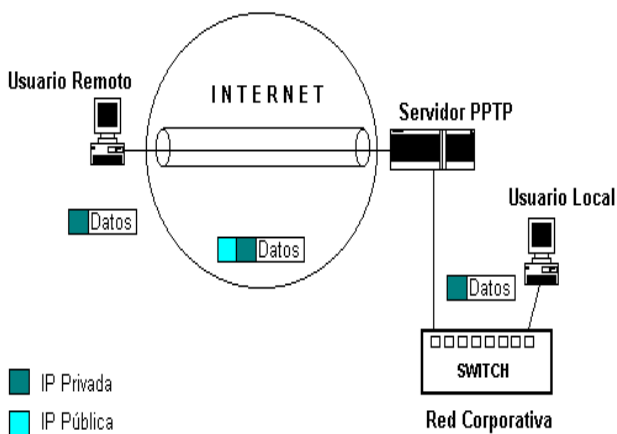 INTERNET
Usuario Remoto
Servidor PPTP
Usuario Local
Datos
Datos
Datos
SWITCH
IP Privada
IP Pública
Red Corporativa